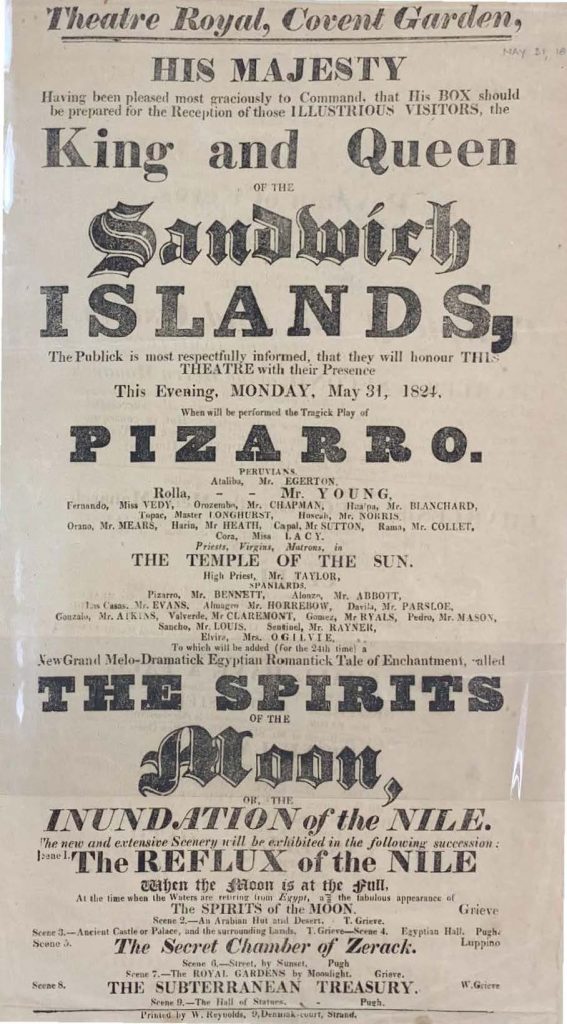 Theatre Royal, Covent Garden,
MAY 31, 18
HIS MAJESTY
Having been pleased most graciously to Command, that His BOX should
be prepared for the Reception of those ILLUSTRIOUS VISITORS, the
King and Queen
OF THE
Sandwich
ISLANDS,
The Publick is most respectfully informed, that they will honour THIS
THEATRE with their Presence
This Evening, MONDAY, May 31, 1824,
When will be performed the Tragick Play of
PIZARRO.
PERUVIANS.
Ataliba, Mr. EGERTON,
Rolla, - - Mr. YOUNG,
Fernando, Miss VEDY, Orozembo, Mr. CHAPMAN, Hualpa, Mr. BLANCHARD,
Topac, Master LONGHURST, Huscah, Mr. NORRIS,
Orano, Mr. MEARS, Harin, Mr HEATH, Capal, Mr SUTTON, Rama, Mr. COLLET,
Cora, Miss LACY.
Priests, Virgins, Matrons, in
THE TEMPLE OF THE SUN.
High Priest, Mr. TAYLOR,
SPANIARDS.
Pizarro, Mr. BENNETT, Alonzo, Mr. ABBOTT,
Las Casas. Mr. EVANS, Almagro Mr. HORREBOW, Davila, Mr. PARSLOE,
Gonzalo, Mr. ATKINS, Valverde, Mr CLAREMONT, Gomez, Mr RYALS, Pedro, Mr. MASON,
Sancho, Mr. LOUIS. Sentinel, Mr. RAYNER,
Elvira, Mrs. OGILVIE,
To which will be added (for the 24th time) a
New Grand Melo-Dramatick Egyptian Romantick Tale of Enchantment, called
THE SPIRITS
OF THE
Moon,
OR, THE
INUNDATION of the NILE.
The new and extensive Scenery will be exhibited in the following succession:
Scene 1. The REFLUX of the NILE
When the Moon is at the Full,
At the time when the Waters are retiring from Egypt, the fabulous appearance of
The SPIRITS of the MOON. Grieve
Scene 2.—An Arabian Hut and Desert. T. Grieve.
Scene 3.—Ancient Castle or Palace, and the surrounding Lands. T. Grieve—Scene 4. Egyptian Hall. Pugh.
Scene 5. The Secret Chamber of Zerack. Luppino
Scene 6,—Street, by Sunset, Pugh
Scene 7.—The ROYAL GARDENS by Moonlight. Grieve.
Scene 8. THE SUBTERRANEAN TREASURY. W.Grieve
Scene 9.—The Hall of Statues. - Pugh.
Printed by W. Reynolds, 9, Denmark-court, Strand.